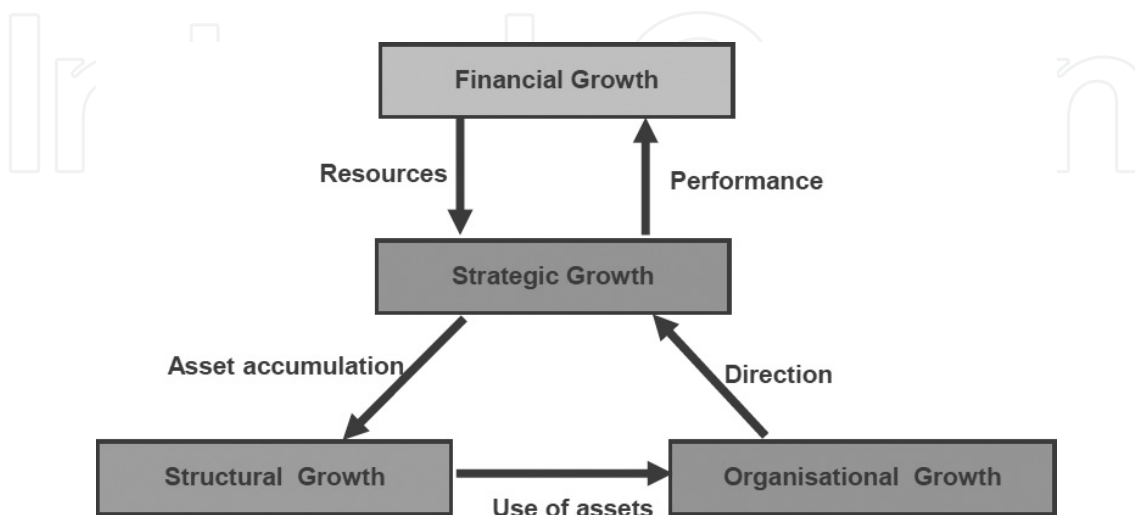 Financial Growth
Resources
Performance
Strategic Growth
Asset accumulation
Direction
Structural Growth
Organisational Growth
Use of assets